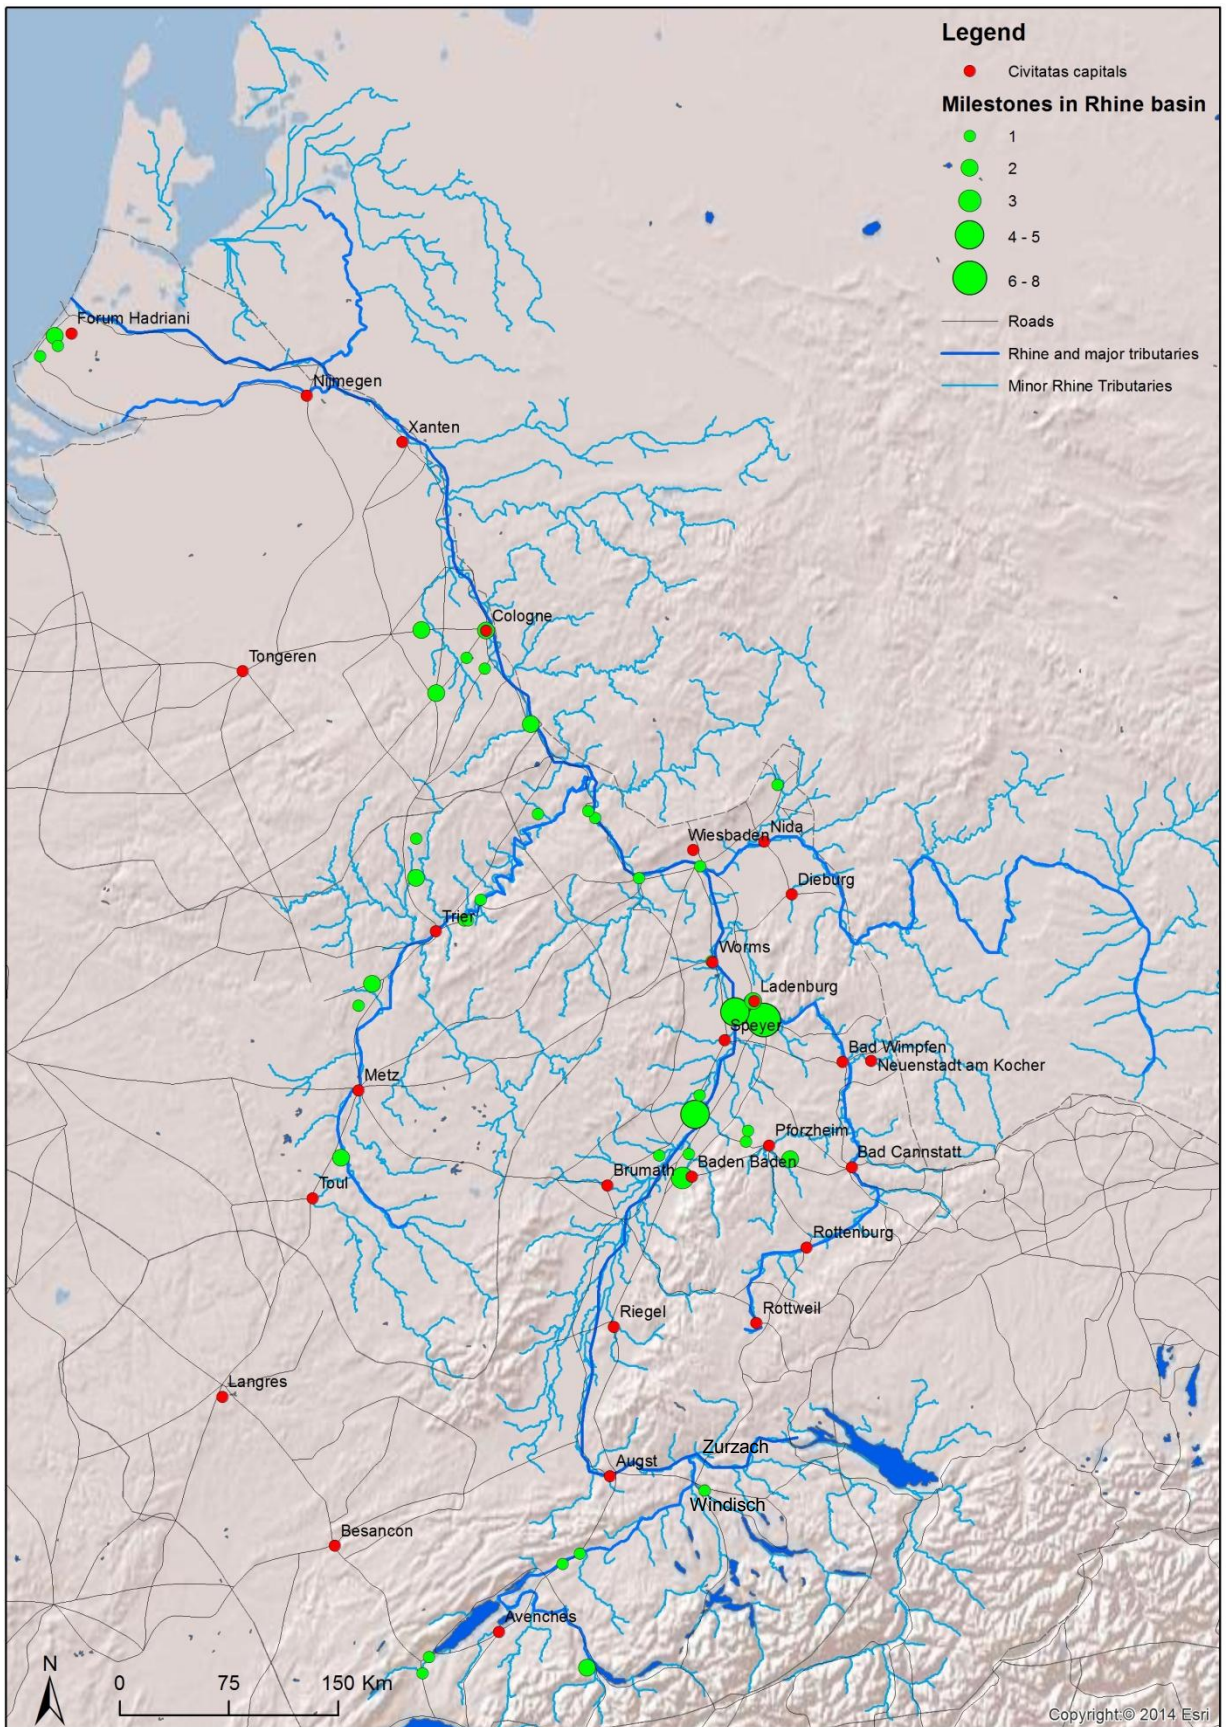 Legend
Civitatas capitals
Milestones in Rhine basin
1
2
3
4 - 5
6 - 8
Roads
Rhine and major tributaries
Minor Rhine Tributaries
Forum Hadriani
Nijmegen
Xanten
Cologne
Tongeren
Wiesbaden
Nida
Dieburg
Trier
Worms
Ladenburg
Speyer
Bad Wimpfen
Neuenstadt am Kocher
Metz
Pforzheim
Bad Cannstatt
Baden Baden
Brumath
Toul
Rottenburg
Rottweil
Riegel
Langres
Zurzach
Augst
Windisch
Besancon
Avenches
N
0 75 150 Km
Copyright:© 2014 Esri